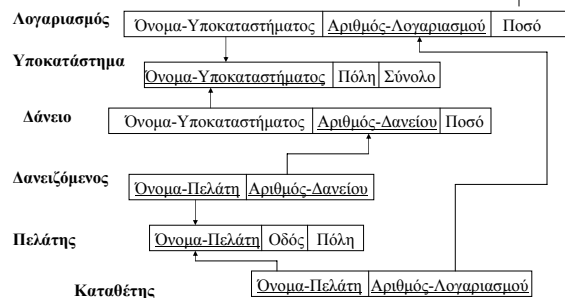 Λογαριασμός Όνομα-Υποκαταστήματος Αριθμός-Λογαριασμού Ποσό
Υποκατάστημα
Όνομα-Υποκαταστήματος Πόλη Σύνολο
Δάνειο Όνομα-Υποκαταστήματος Αριθμός-Δανείου Ποσό
Δανειζόμενος Όνομα-Πελάτη Αριθμός-Δανείου
Πελάτης Όνομα-Πελάτη Οδός Πόλη
Καταθέτης Όνομα-Πελάτη Αριθμός-Λογαριασμού